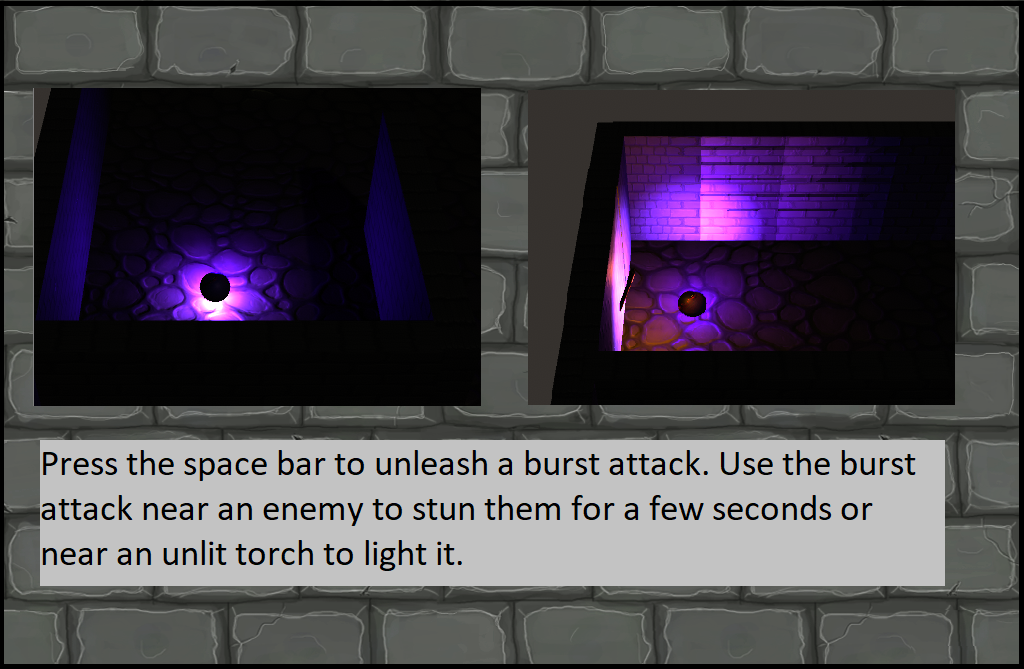 Press the space bar to unleash a burst attack. Use the burst
attack near an enemy to stun them for a few seconds or
near an unlit torch to light it.